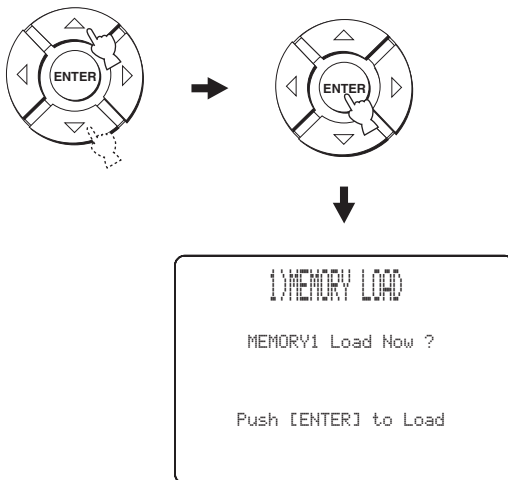 ENTER
ENTER
1)MEMORY LOAD
MEMORY1 Load Now ?
Push [ENTER] to Load